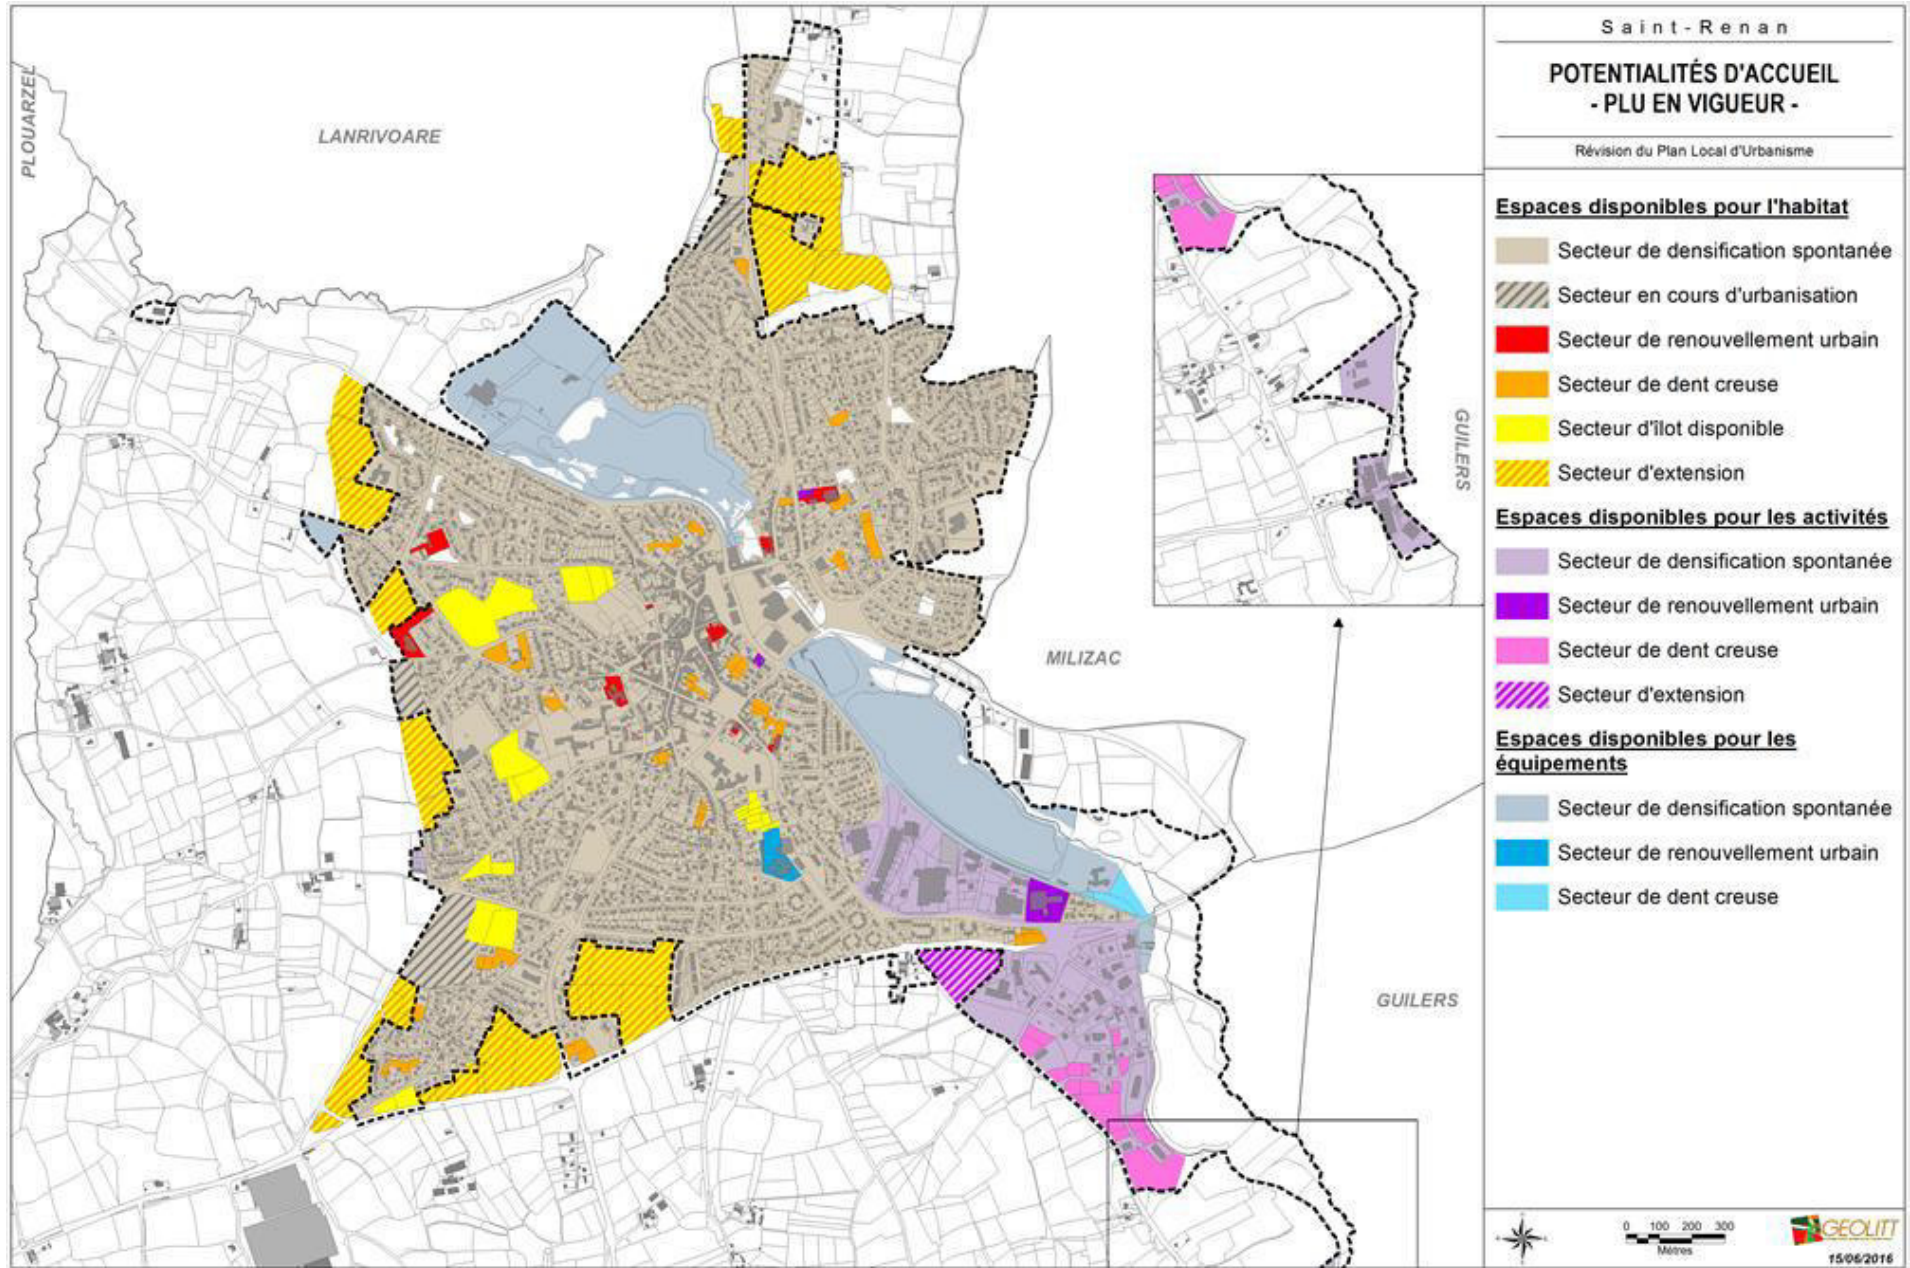 Saint-Renan
POTENTIALITÉS D'ACCUEIL
- PLU EN VIGUEUR -
Révision du Plan Local d'Urbanisme
Espaces disponibles pour l'habitat
Secteur de densification spontanée
Secteur en cours d'urbanisation
Secteur de renouvellement urbain
Secteur de dent creuse
Secteur d'îlot disponible
Secteur d'extension
Espaces disponibles pour les activités
Secteur de densification spontanée
Secteur de renouvellement urbain
Secteur de dent creuse
Secteur d'extension
Espaces disponibles pour les
équipements
Secteur de densification spontanée
Secteur de renouvellement urbain
Secteur de dent creuse
0 100 200 300
Mètres
GEOLITT
15/06/2016
PLOUARZEL
LANRIVOARE
GUILERS
MILIZAC
GUILERS